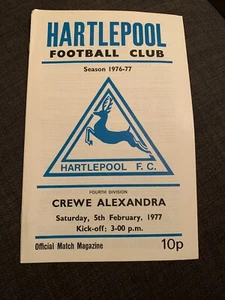 HARTLEPOOL
FOOTBALL CLUB
Season 1976-77
HARTLEPOOL F.C.
FOURTH DIVISION
CREWE ALEXANDRA
Saturday, 5th February, 1977
Kick-off; 3-00 p.m.
Official Match Magazine 10p